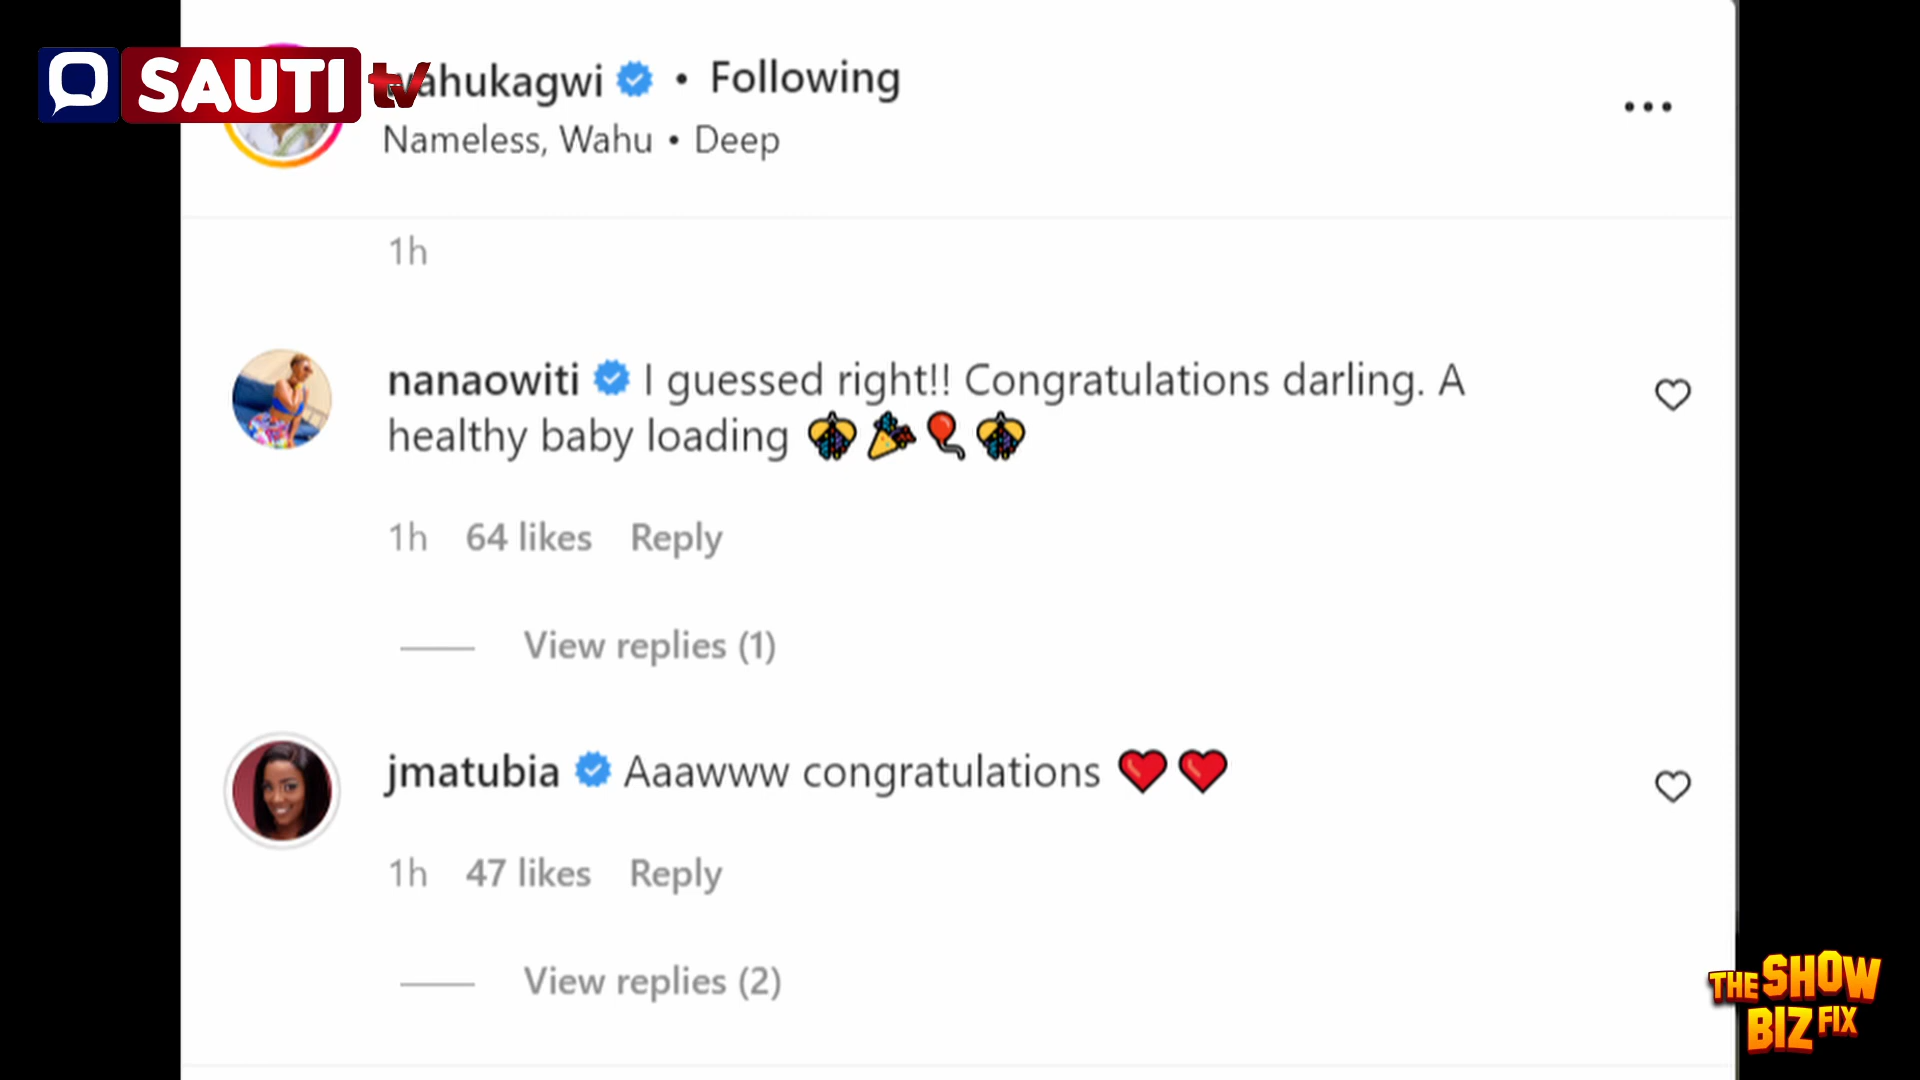 SAUTI tv
wahukagwi • Following
Nameless, Wahu • Deep
1h
nanaowiti I guessed right!! Congratulations darling. A
healthy baby loading 🎊🎉🎈🎊
1h 64 likes Reply
View replies (1)
jmatubia Aaawww congratulations ❤️❤️
1h 47 likes Reply
View replies (2)
THE SHOW
BIZ FIX